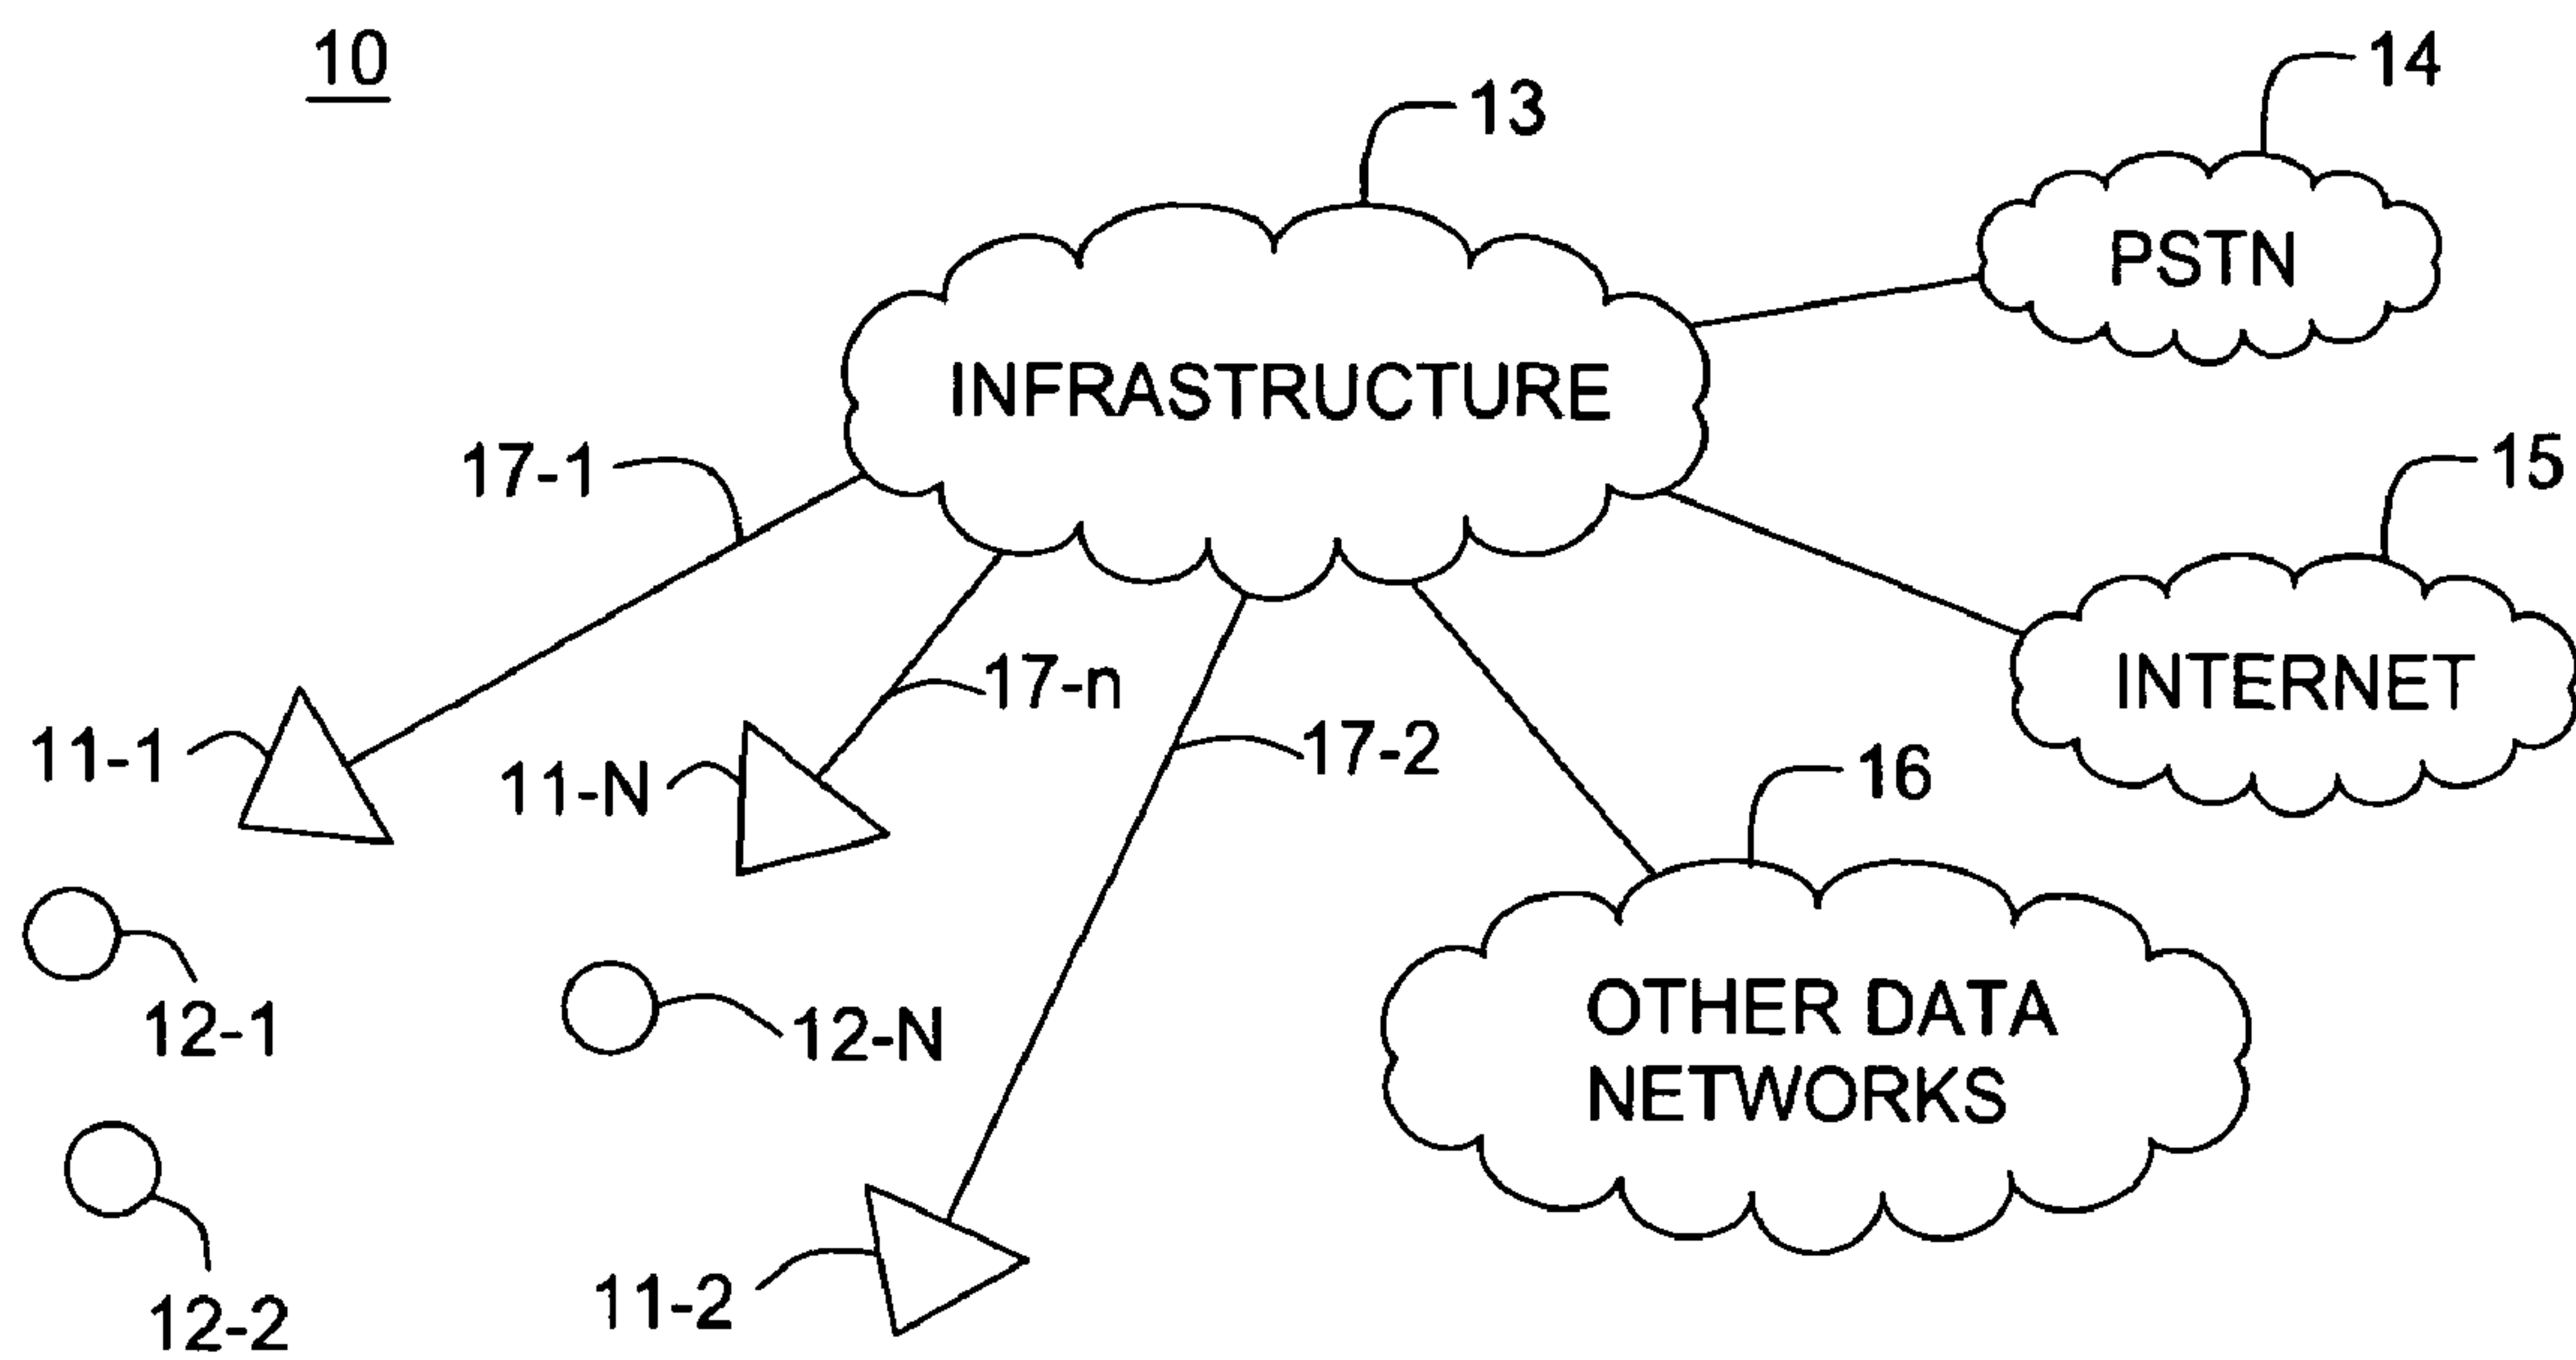 10
13
14
PSTN
INFRASTRUCTURE
17-1
15
17-n
INTERNET
11-1
11-N
17-2
16
12-1
12-N
OTHER DATA
NETWORKS
11-2
12-2